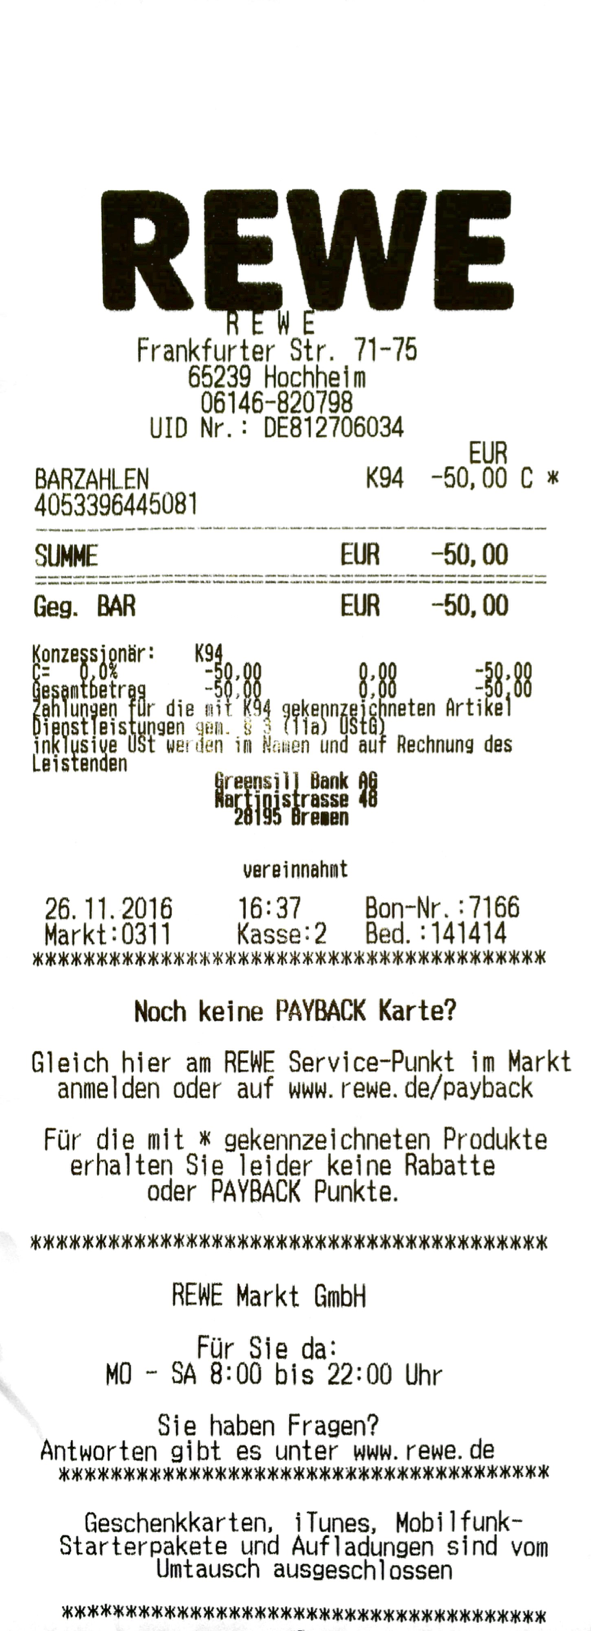 REWE
R E W E
Frankfurter Str. 71-75
65239 Hochheim
06146-820798
UID Nr.: DE812706034
EUR
BARZAHLEN K94 -50,00 C *
4053396445081
SUMME EUR -50,00
Geg. BAR EUR -50,00
Konzessionär: K94
C= 0,0% -50,00 0,00 -50,00
Gesamtbetrag -50,00 0,00 -50,00
Zahlungen für die mit K94 gekennzeichneten Artikel
Dienstleistungen gem. § 3 (11a) UStG)
inklusive USt werden im Namen und auf Rechnung des
Leistenden
Greensill Bank AG
Martinistrasse 48
28195 Bremen
vereinnahmt
26.11.2016 16:37 Bon-Nr.:7166
Markt:0311 Kasse:2 Bed.:141414
****************************************
Noch keine PAYBACK Karte?
Gleich hier am REWE Service-Punkt im Markt
anmelden oder auf www.rewe.de/payback
Für die mit * gekennzeichneten Produkte
erhalten Sie leider keine Rabatte
oder PAYBACK Punkte.
****************************************
REWE Markt GmbH
Für Sie da:
MO - SA 8:00 bis 22:00 Uhr
Sie haben Fragen?
Antworten gibt es unter www.rewe.de
**************************************
Geschenkkarten, iTunes, Mobilfunk-
Starterpakete und Aufladungen sind vom
Umtausch ausgeschlossen
**************************************